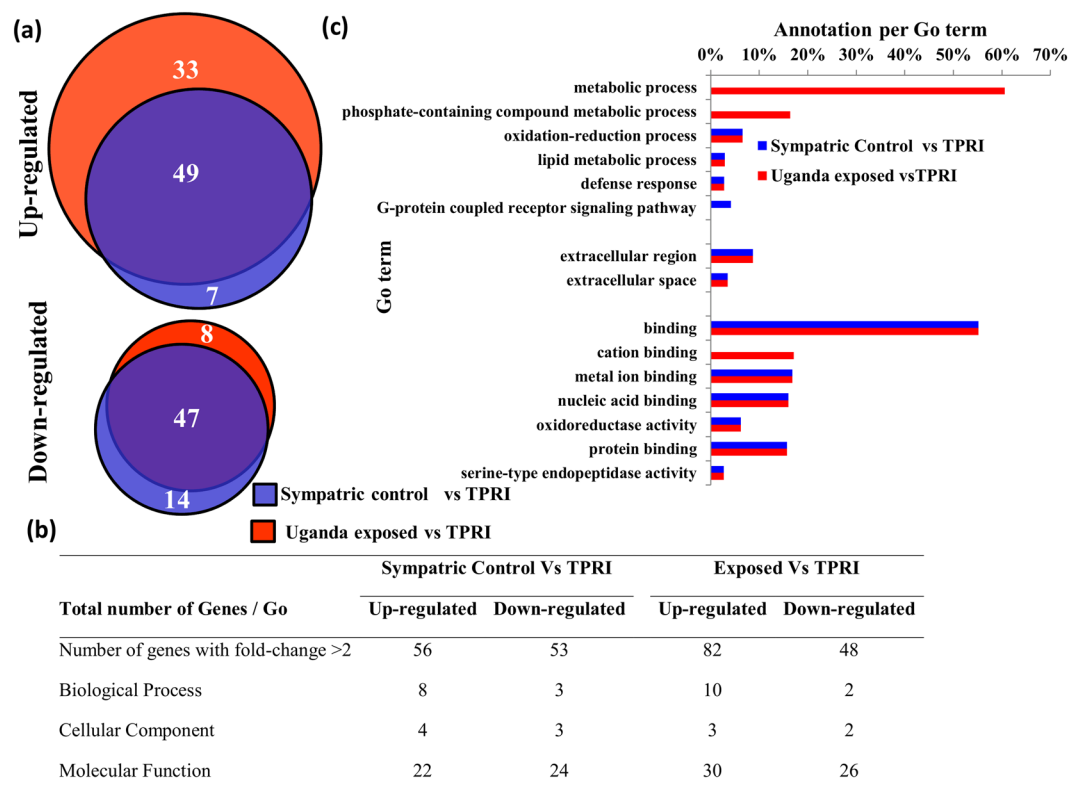 (a)
Up-regulated
33
49
7
Down-regulated
8
47
14
Sympatric control vs TPRI
Uganda exposed vs TPRI
(c)
Annotation per Go term
0% 10% 20% 30% 40% 50% 60% 70%
Go term
metabolic process
phosphate-containing compound metabolic process
oxidation-reduction process
lipid metabolic process
defense response
G-protein coupled receptor signaling pathway
extracellular region
extracellular space
binding
cation binding
metal ion binding
nucleic acid binding
oxidoreductase activity
protein binding
serine-type endopeptidase activity
Sympatric Control vs TPRI
Uganda exposed vsTPRI
(b)
Sympatric Control Vs TPRI Exposed Vs TPRI
Total number of Genes / Go Up-regulated Down-regulated Up-regulated Down-regulated
Number of genes with fold-change >2 56 53 82 48
Biological Process 8 3 10 2
Cellular Component 4 3 3 2
Molecular Function 22 24 30 26